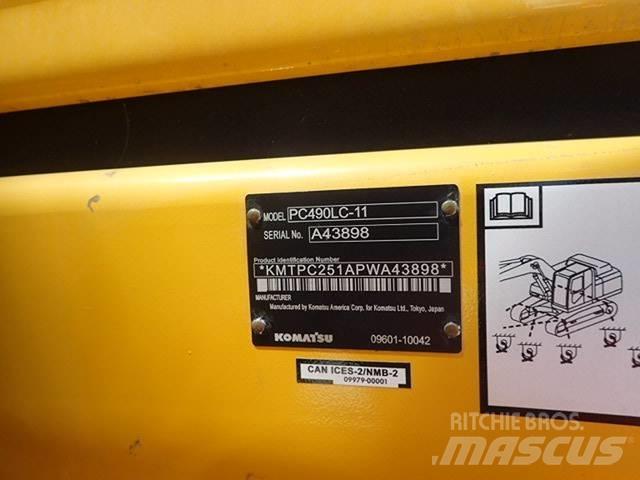 MODEL PC490LC-11
SERIAL No. A43898
Product Identification Number
*KMTPC251APWA43898*
MANUFACTURER
Manufactured by Komatsu America Corp. for Komatsu Ltd., Tokyo, Japan
KOMATSU 09601-10042
CAN ICES-2/NMB-2
09979-00001
RITCHIE BROS.
MASCUS